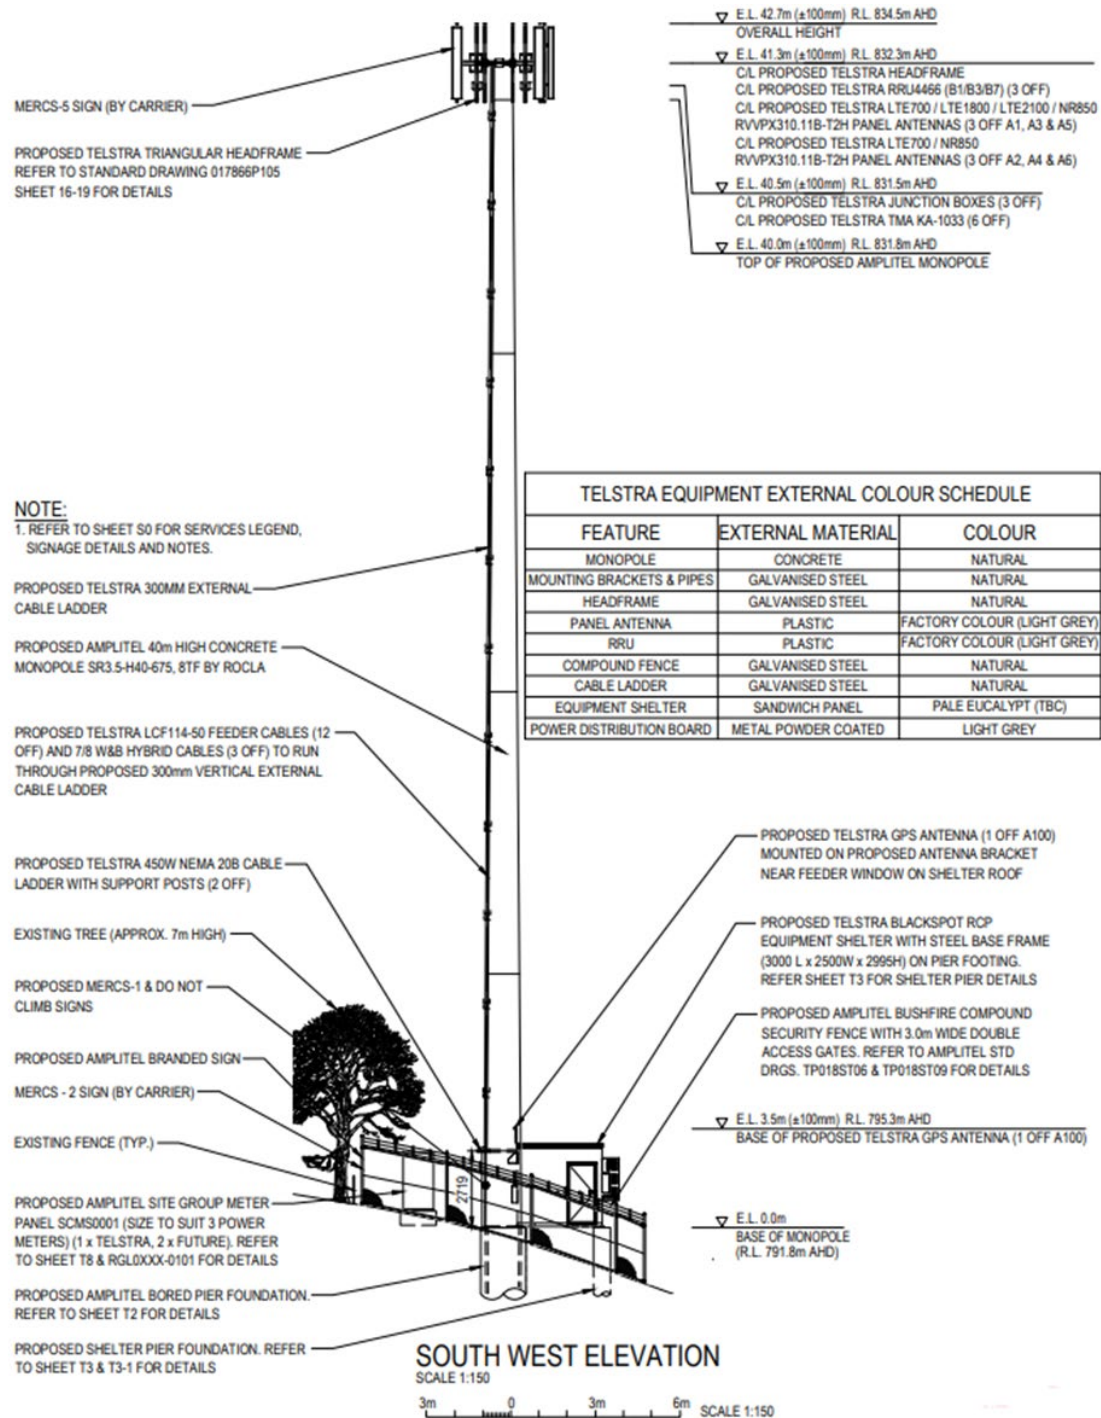 E.L. 42.7m (±100mm) R.L. 834.5m AHD
OVERALL HEIGHT
E.L. 41.3m (±100mm) R.L. 832.3m AHD
C/L PROPOSED TELSTRA HEADFRAME
C/L PROPOSED TELSTRA RRU4466 (B1/B3/B7) (3 OFF)
C/L PROPOSED TELSTRA LTE700 / LTE1800 / LTE2100 / NR850
RVVPX310.11B-T2H PANEL ANTENNAS (3 OFF A1, A3 & A5)
C/L PROPOSED TELSTRA LTE700 / NR850
RVVPX310.11B-T2H PANEL ANTENNAS (3 OFF A2, A4 & A6)
E.L. 40.5m (±100mm) R.L. 831.5m AHD
C/L PROPOSED TELSTRA JUNCTION BOXES (3 OFF)
C/L PROPOSED TELSTRA TMA KA-1033 (6 OFF)
E.L. 40.0m (±100mm) R.L. 831.8m AHD
TOP OF PROPOSED AMPLITEL MONOPOLE
MERCS-5 SIGN (BY CARRIER)
PROPOSED TELSTRA TRIANGULAR HEADFRAME
REFER TO STANDARD DRAWING 017866P105
SHEET 16-19 FOR DETAILS
NOTE:
1. REFER TO SHEET S0 FOR SERVICES LEGEND,
SIGNAGE DETAILS AND NOTES.
PROPOSED TELSTRA 300MM EXTERNAL
CABLE LADDER
PROPOSED AMPLITEL 40m HIGH CONCRETE
MONOPOLE SR3.5-H40-675, 8TF BY ROCLA
PROPOSED TELSTRA LCF114-50 FEEDER CABLES (12
OFF) AND 7/8 W&B HYBRID CABLES (3 OFF) TO RUN
THROUGH PROPOSED 300mm VERTICAL EXTERNAL
CABLE LADDER
PROPOSED TELSTRA 450W NEMA 20B CABLE
LADDER WITH SUPPORT POSTS (2 OFF)
EXISTING TREE (APPROX. 7m HIGH)
PROPOSED MERCS-1 & DO NOT
CLIMB SIGNS
PROPOSED AMPLITEL BRANDED SIGN
MERCS - 2 SIGN (BY CARRIER)
EXISTING FENCE (TYP.)
PROPOSED AMPLITEL SITE GROUP METER
PANEL SCMS0001 (SIZE TO SUIT 3 POWER
METERS) (1 x TELSTRA, 2 x FUTURE). REFER
TO SHEET T8 & RGL0XXX-0101 FOR DETAILS
PROPOSED AMPLITEL BORED PIER FOUNDATION.
REFER TO SHEET T2 FOR DETAILS
PROPOSED SHELTER PIER FOUNDATION. REFER
TO SHEET T3 & T3-1 FOR DETAILS
TELSTRA EQUIPMENT EXTERNAL COLOUR SCHEDULE
FEATURE EXTERNAL MATERIAL COLOUR
MONOPOLE CONCRETE NATURAL
MOUNTING BRACKETS & PIPES GALVANISED STEEL NATURAL
HEADFRAME GALVANISED STEEL NATURAL
PANEL ANTENNA PLASTIC FACTORY COLOUR (LIGHT GREY)
RRU PLASTIC FACTORY COLOUR (LIGHT GREY)
COMPOUND FENCE GALVANISED STEEL NATURAL
CABLE LADDER GALVANISED STEEL NATURAL
EQUIPMENT SHELTER SANDWICH PANEL PALE EUCALYPT (TBC)
POWER DISTRIBUTION BOARD METAL POWDER COATED LIGHT GREY
PROPOSED TELSTRA GPS ANTENNA (1 OFF A100)
MOUNTED ON PROPOSED ANTENNA BRACKET
NEAR FEEDER WINDOW ON SHELTER ROOF
PROPOSED TELSTRA BLACKSPOT RCP
EQUIPMENT SHELTER WITH STEEL BASE FRAME
(3000 L x 2500W x 2995H) ON PIER FOOTING.
REFER SHEET T3 FOR SHELTER PIER DETAILS
PROPOSED AMPLITEL BUSHFIRE COMPOUND
SECURITY FENCE WITH 3.0m WIDE DOUBLE
ACCESS GATES. REFER TO AMPLITEL STD
DRGS. TP018ST06 & TP018ST09 FOR DETAILS
E.L. 3.5m (±100mm) R.L. 795.3m AHD
BASE OF PROPOSED TELSTRA GPS ANTENNA (1 OFF A100)
E.L. 0.0m
BASE OF MONOPOLE
(R.L. 791.8m AHD)
2719
SOUTH WEST ELEVATION
SCALE 1:150
3m 0 3m 6m SCALE 1:150